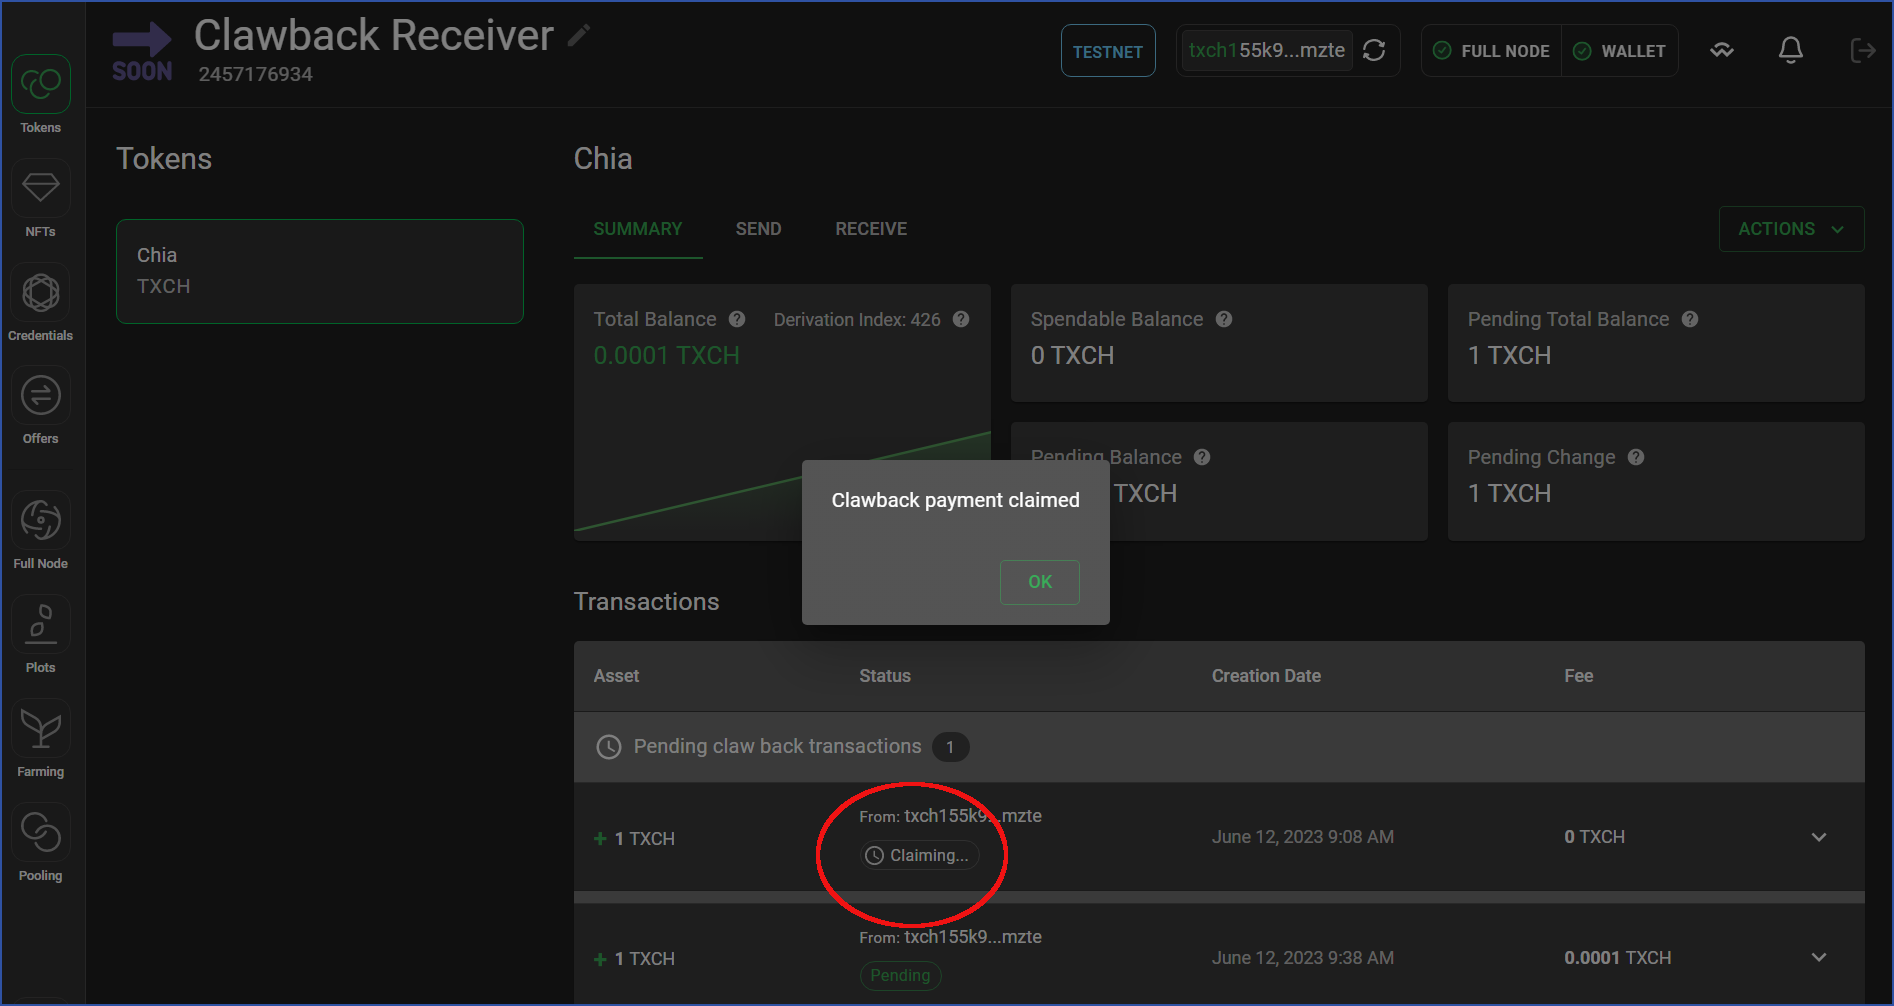 SOON
Clawback Receiver
2457176934
TESTNET
txch155k9...mzte
FULL NODE
WALLET
Tokens
NFTs
Credentials
Offers
Full Node
Plots
Farming
Pooling
Tokens
Chia
TXCH
Chia
SUMMARY
SEND
RECEIVE
ACTIONS
Total Balance
Derivation Index: 426
0.0001 TXCH
Spendable Balance
0 TXCH
Pending Total Balance
1 TXCH
Pending Balance
TXCH
Pending Change
1 TXCH
Clawback payment claimed
OK
Transactions
Asset Status Creation Date Fee
Pending claw back transactions 1
From: txch155k9...mzte
+ 1 TXCH
Claiming...
June 12, 2023 9:08 AM
0 TXCH
From: txch155k9...mzte
+ 1 TXCH
Pending
June 12, 2023 9:38 AM
0.0001 TXCH